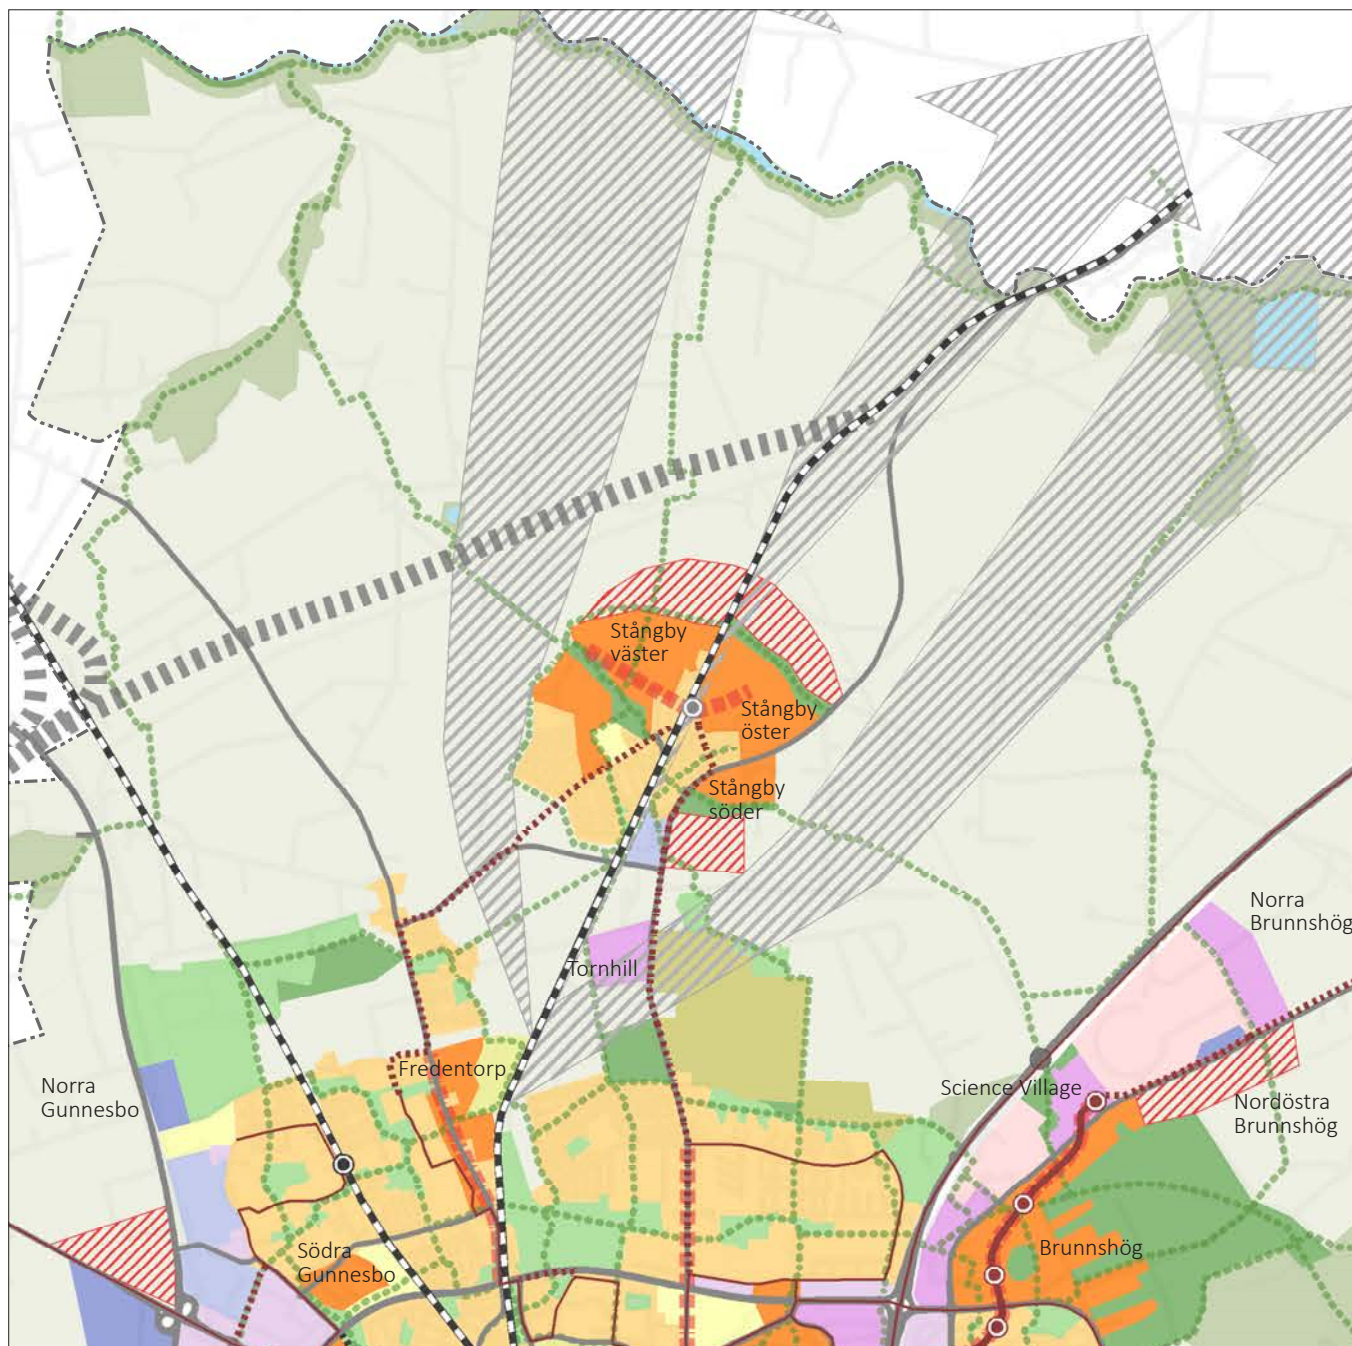 Stångby
väster
Stångby
öster
Stångby
söder
Norra
Brunnshög
Tornhill
Fredentorp
Norra
Gunnesbo
Science Village
Nordöstra
Brunnshög
Södra
Gunnesbo
Brunnshög